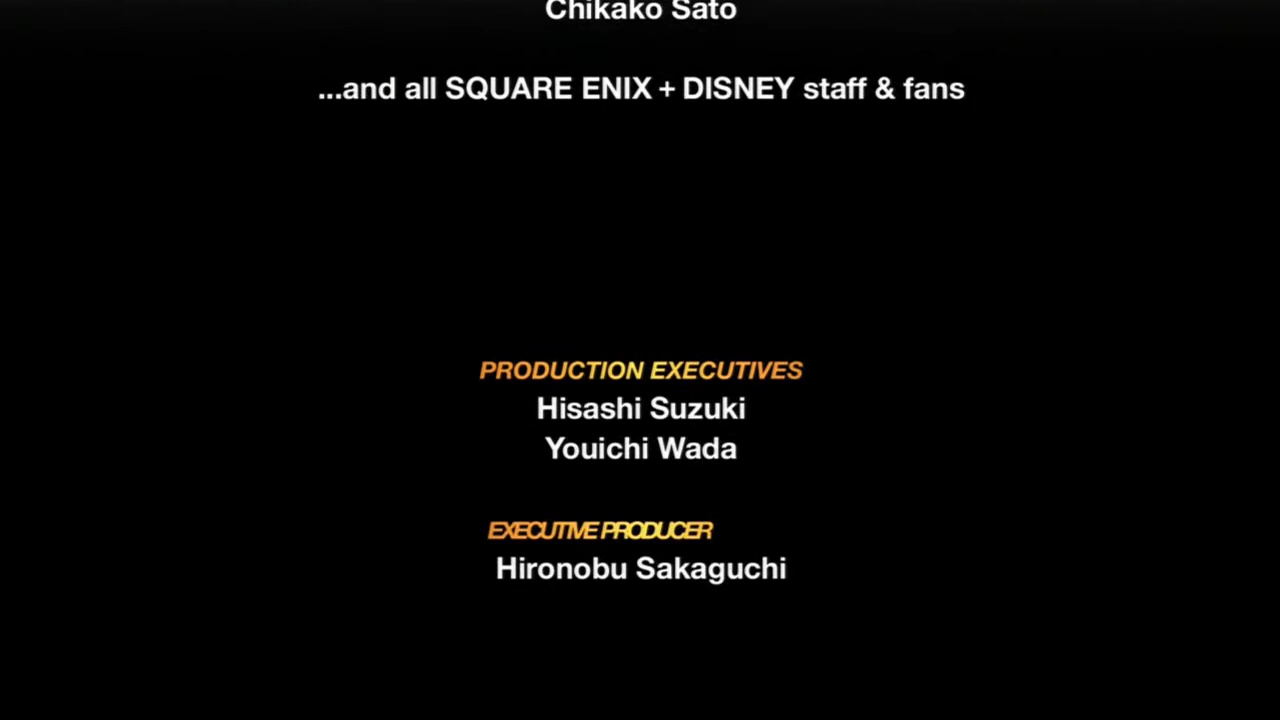 Chikako Sato
...and all SQUARE ENIX + DISNEY staff & fans
PRODUCTION EXECUTIVES
Hisashi Suzuki
Youichi Wada
EXECUTIVE PRODUCER
Hironobu Sakaguchi